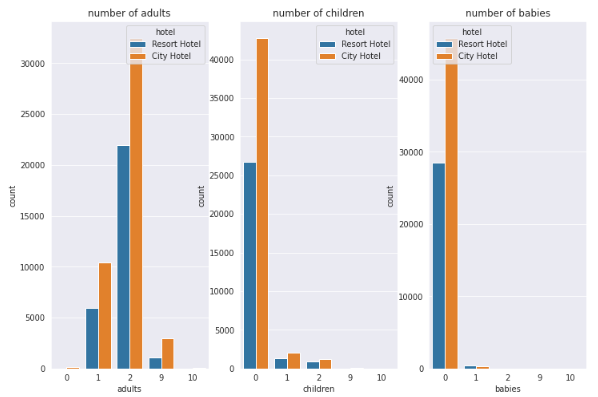 number of adults
number of children
number of babies
hotel
Resort Hotel
City Hotel
hotel
Resort Hotel
City Hotel
hotel
Resort Hotel
City Hotel
count
30000
25000
20000
15000
10000
5000
0
0 1 2 9 10
adults
count
40000
35000
30000
25000
20000
15000
10000
5000
0
0 1 2 9 10
children
count
40000
30000
20000
10000
0
0 1 2 9 10
babies